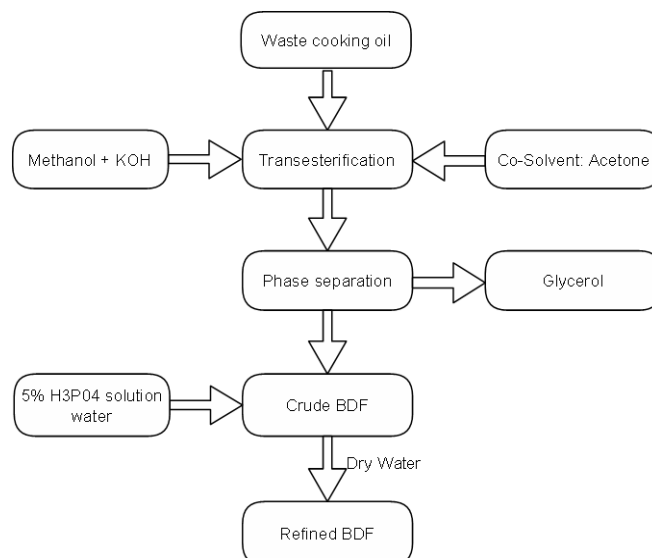 Waste cooking oil
Methanol + KOH
Transesterification
Co-Solvent: Acetone
Phase separation
Glycerol
5% H3P04 solution
water
Crude BDF
Dry Water
Refined BDF